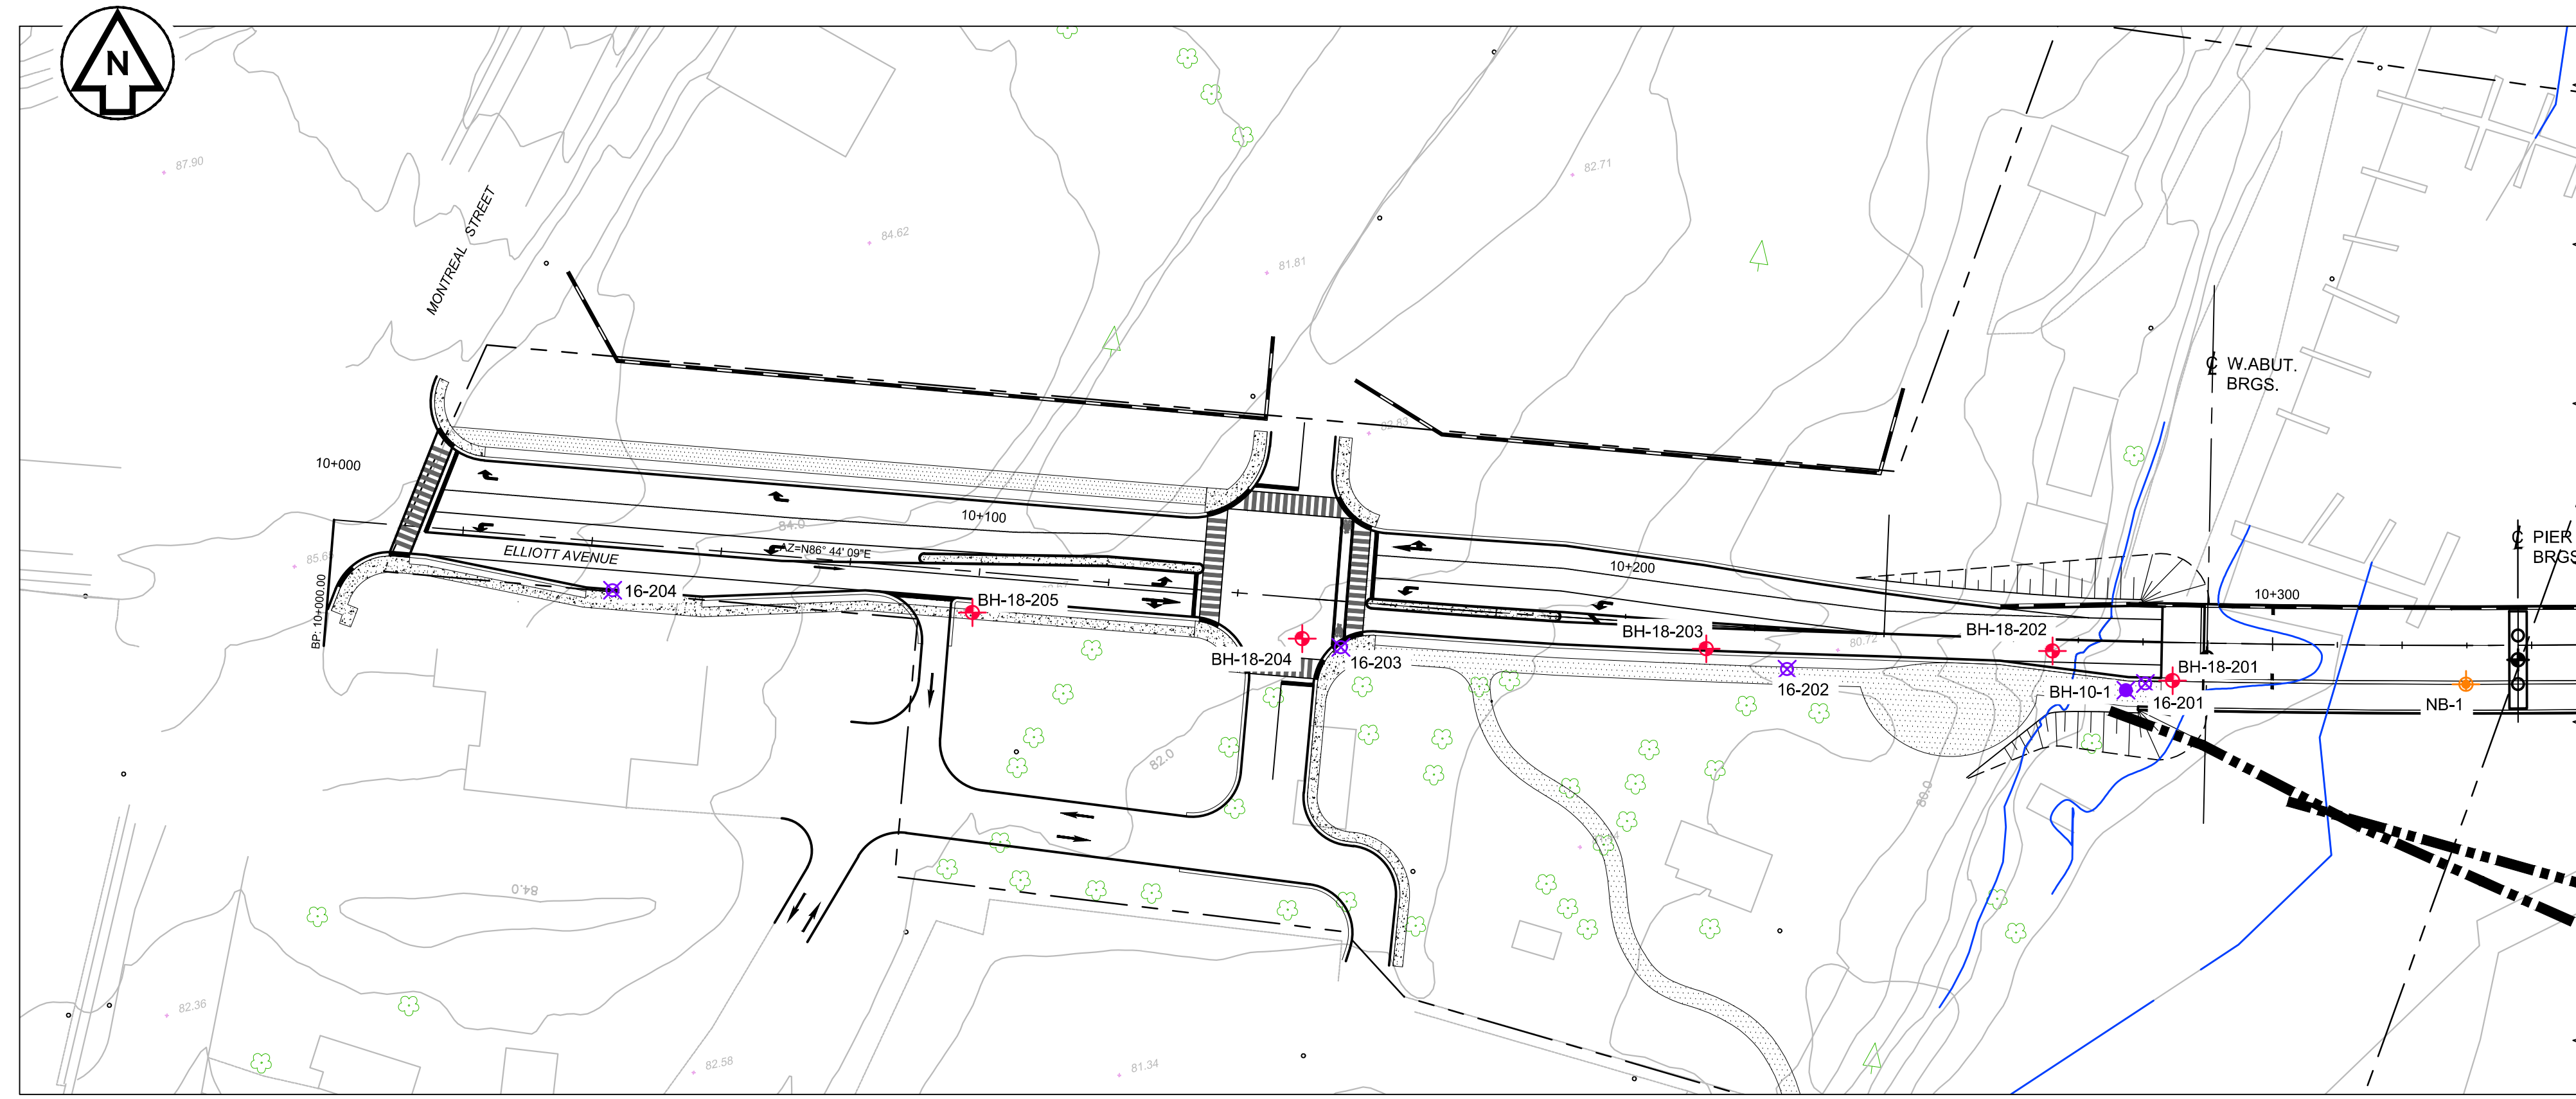 N
87.90
82.71
84.62
81.81
MONTREAL STREET
℄ W.ABUT.
BRGS.
82.83
10+000
10+100
84.0
℄ PIER
BRGS
AZ=N86° 44' 09"E
ELLIOTT AVENUE
10+200
10+300
BP: 10+000.00
16-204
BH-18-205
BH-18-203
BH-18-202
80.72
BH-18-204
16-203
BH-18-201
16-202
BH-10-1
16-201
NB-1
82.0
80.0
84.0
82.36
82.58
81.34